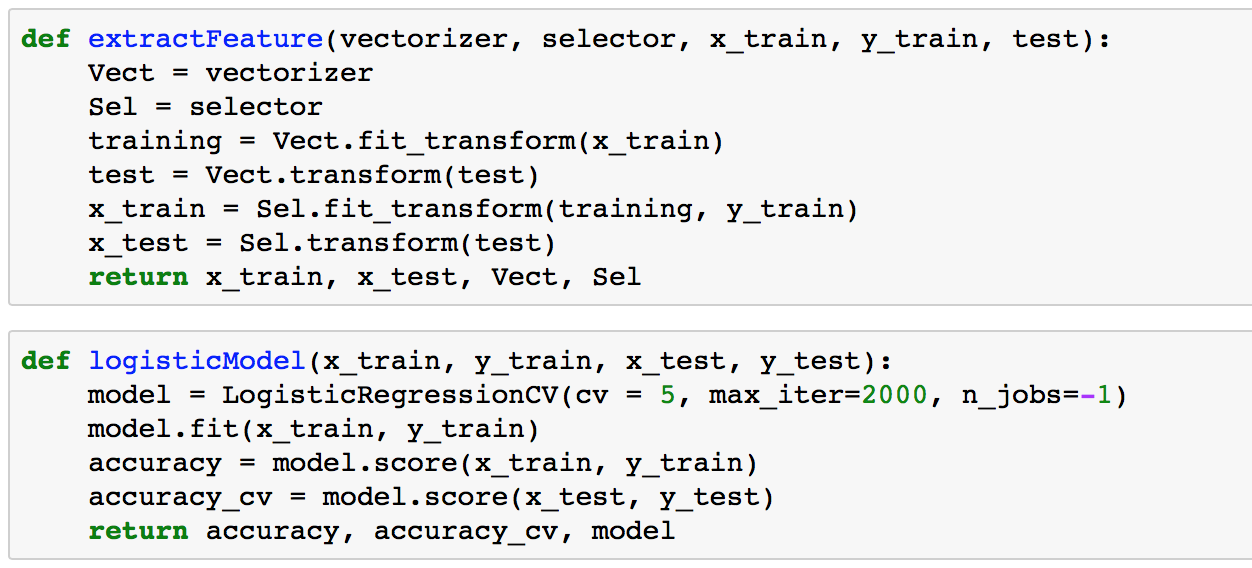 def extractFeature(vectorizer, selector, x_train, y_train, test):
    Vect = vectorizer
    Sel = selector
    training = Vect.fit_transform(x_train)
    test = Vect.transform(test)
    x_train = Sel.fit_transform(training, y_train)
    x_test = Sel.transform(test)
    return x_train, x_test, Vect, Sel
def logisticModel(x_train, y_train, x_test, y_test):
    model = LogisticRegressionCV(cv = 5, max_iter=2000, n_jobs=-1)
    model.fit(x_train, y_train)
    accuracy = model.score(x_train, y_train)
    accuracy_cv = model.score(x_test, y_test)
    return accuracy, accuracy_cv, model